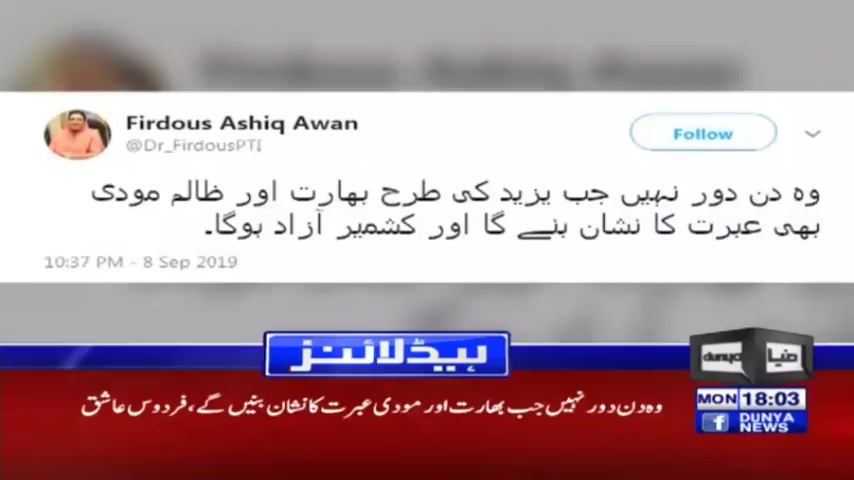 Firdous Ashiq Awan
@Dr_FirdousPTI
Follow
وہ دن دور نہیں جب یزید کی طرح بھارت اور ظالم مودی
بھی عبرت کا نشان بنے گا اور کشمیر آزاد ہوگا۔
10:37 PM - 8 Sep 2019
ہیڈلائنز
dunya دنیا
وہ دن دور نہیں جب بھارت اور مودی عبرت کا نشان بنیں گے، فردوس عاشق
MON 18:03
DUNYA
NEWS